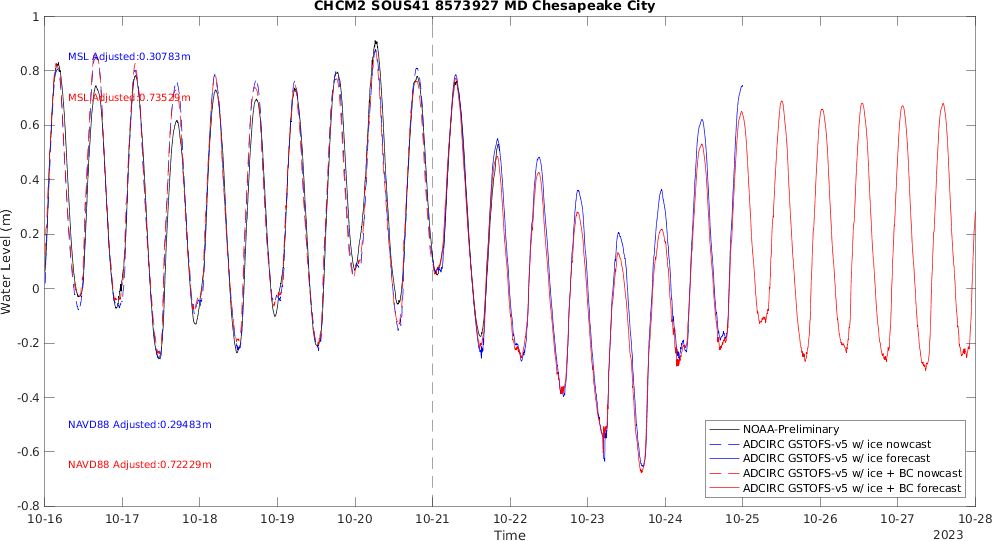 CHCM2 SOUS41 8573927 MD Chesapeake City
1
0.8
0.6
0.4
0.2
0
-0.2
-0.4
-0.6
-0.8
Water Level (m)
MSL Adjusted:0.30783m
MSL Adjusted:0.73529m
NAVD88 Adjusted:0.29483m
NAVD88 Adjusted:0.72229m
NOAA-Preliminary
ADCIRC GSTOFS-v5 w/ ice nowcast
ADCIRC GSTOFS-v5 w/ ice forecast
ADCIRC GSTOFS-v5 w/ ice + BC nowcast
ADCIRC GSTOFS-v5 w/ ice + BC forecast
10-16 10-17 10-18 10-19 10-20 10-21 10-22 10-23 10-24 10-25 10-26 10-27 10-28
Time
2023